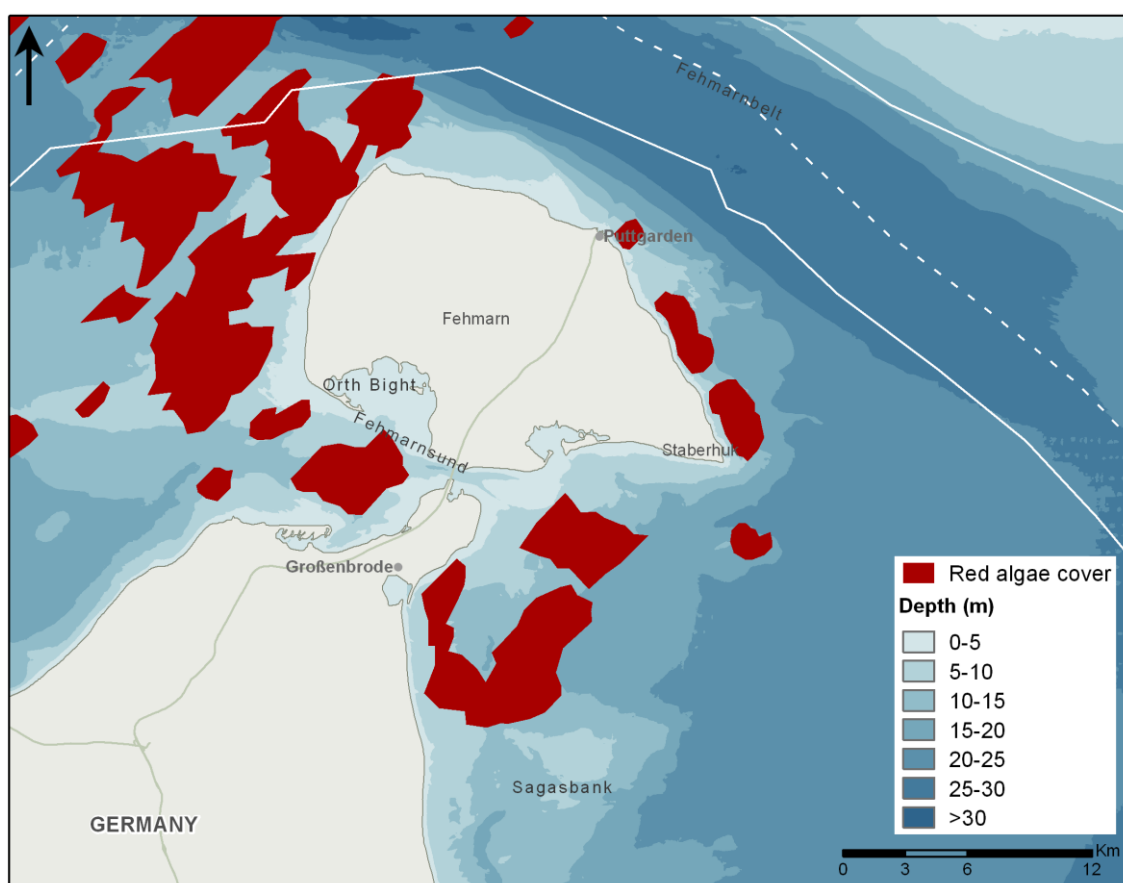 Fehmarnbelt
Puttgarden
Fehmarn
Orth Bight
Fehmarnsund
Staberhuk
Großenbrode
Sagasbank
GERMANY
Red algae cover
Depth (m)
0-5
5-10
10-15
15-20
20-25
25-30
>30
Km
0 3 6 12